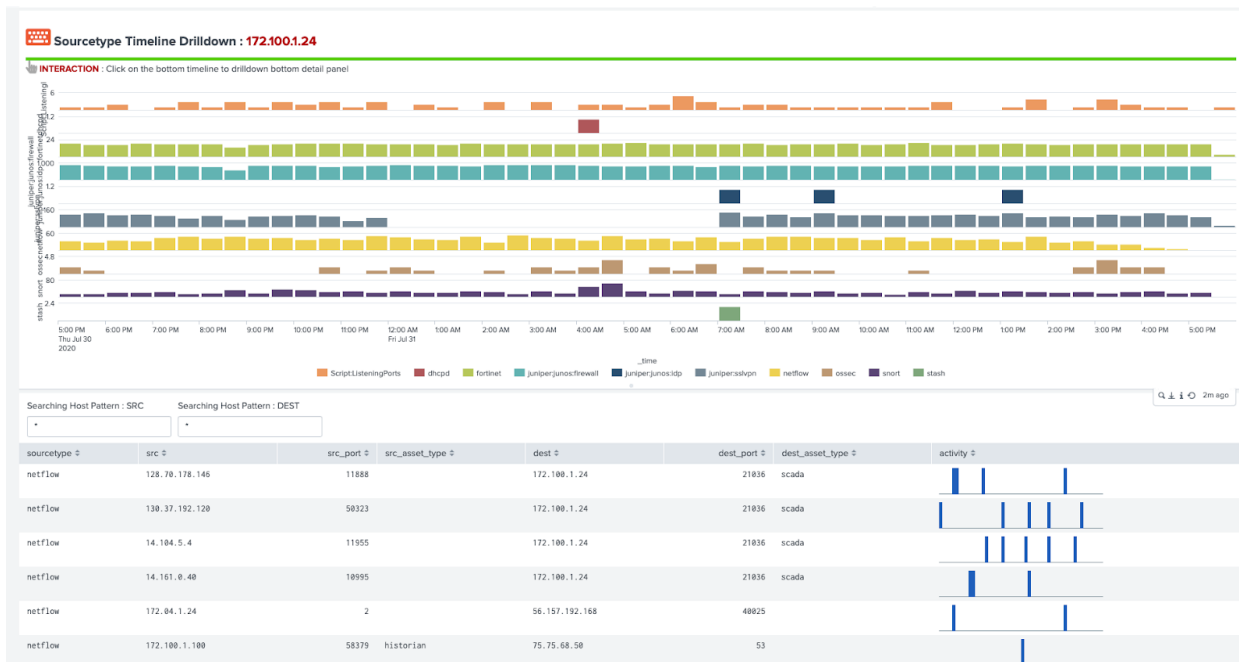 Sourcetype Timeline Drilldown : 172.100.1.24
INTERACTION : Click on the bottom timeline to drilldown bottom detail panel
6
1.2
24
1,000
1.2
160
60
4.8
80
2.4
juniper:junos:firewall
snort
stash
5:00 PM 6:00 PM 7:00 PM 8:00 PM 9:00 PM 10:00 PM 11:00 PM 12:00 AM 1:00 AM 2:00 AM 3:00 AM 4:00 AM 5:00 AM 6:00 AM 7:00 AM 8:00 AM 9:00 AM 10:00 AM 11:00 AM 12:00 PM 1:00 PM 2:00 PM 3:00 PM 4:00 PM 5:00 PM
Thu Jul 30 Fri Jul 31
2020
_time
Script:ListeningPorts dhcpd fortinet juniper:junos:firewall juniper:junos:idp juniper:sslvpn netflow ossec snort stash
2m ago
Searching Host Pattern : SRC Searching Host Pattern : DEST
* *
sourcetype src src_port src_asset_type dest dest_port dest_asset_type activity
netflow 128.70.178.146 11888 172.100.1.24 21036 scada
netflow 130.37.192.120 50323 172.100.1.24 21036 scada
netflow 14.104.5.4 11955 172.100.1.24 21036 scada
netflow 14.161.0.40 10995 172.100.1.24 21036 scada
netflow 172.04.1.24 2 56.157.192.168 40025
netflow 172.100.1.100 58379 historian 75.75.68.50 53